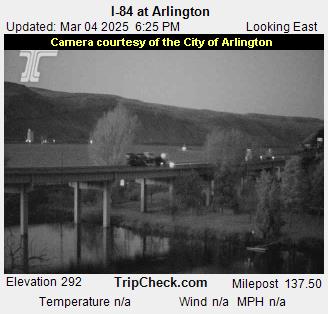 I-84 at Arlington
Updated: Mar 04 2025 6:25 PM Looking East
Camera courtesy of the City of Arlington
Elevation 292 TripCheck.com Milepost 137.50
Temperature n/a Wind n/a MPH n/a